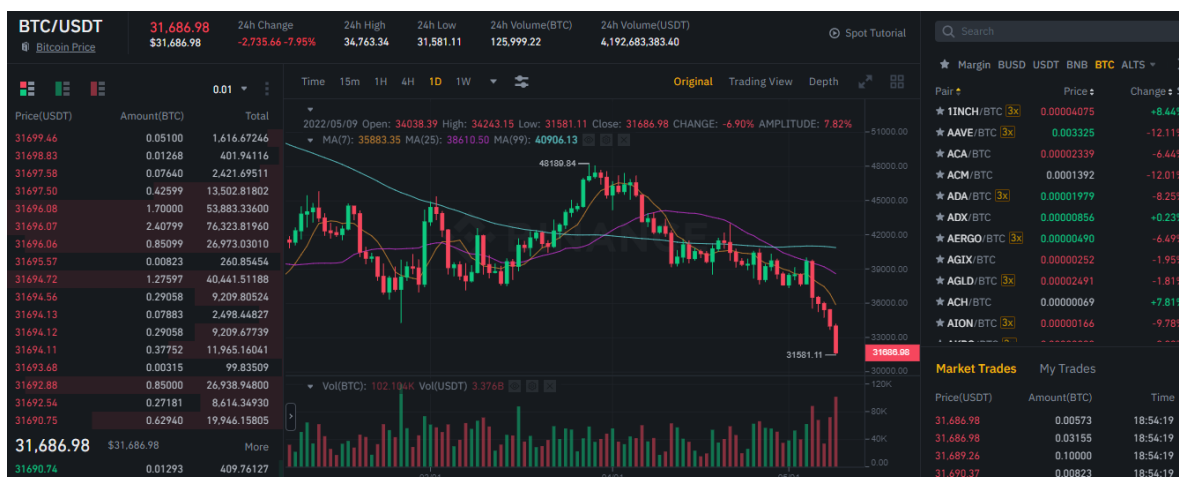 BTC/USDT
Bitcoin Price
31,686.98
$31,686.98
24h Change
-2,735.66 -7.95%
24h High
34,763.34
24h Low
31,581.11
24h Volume(BTC)
125,999.22
24h Volume(USDT)
4,192,683,383.40
Spot Tutorial
0.01
Price(USDT) Amount(BTC) Total
31699.46 0.05100 1,616.67246
31698.83 0.01268 401.94116
31697.58 0.07640 2,421.69511
31697.50 0.42599 13,502.81802
31696.08 1.70000 53,883.33600
31696.07 2.40799 76,323.81960
31696.06 0.85099 26,973.03010
31695.57 0.00823 260.85454
31694.72 1.27597 40,441.51188
31694.56 0.29058 9,209.80524
31694.13 0.07883 2,498.44827
31694.12 0.29058 9,209.67739
31694.11 0.37752 11,965.16041
31693.68 0.00315 99.83509
31692.88 0.85000 26,938.94800
31692.54 0.27181 8,614.34930
31690.75 0.62940 19,946.15805
31,686.98 $31,686.98 More
31690.74 0.01293 409.76127
Time 15m 1H 4H 1D 1W
Original Trading View Depth
2022/05/09 Open: 34038.39 High: 34243.15 Low: 31581.11 Close: 31686.98 CHANGE: -6.90% AMPLITUDE: 7.82%
MA(7): 35883.35 MA(25): 38610.50 MA(99): 40906.13
51000.00
48189.84
48000.00
45000.00
42000.00
39000.00
36000.00
33000.00
31581.11
31686.98
30000.00
Vol(BTC): 102.104K Vol(USDT) 3.376B
120K
80K
40K
0.00
Search
Margin BUSD USDT BNB BTC ALTS
Pair Price Change
1INCH/BTC 3x 0.00004075 +8.44%
AAVE/BTC 3x 0.003325 -12.11%
ACA/BTC 0.00002339 -6.44%
ACM/BTC 0.0001392 -12.01%
ADA/BTC 3x 0.00001979 -8.25%
ADX/BTC 0.00000856 +0.23%
AERGO/BTC 3x 0.00000490 -6.49%
AGIX/BTC 0.00000252 -1.95%
AGLD/BTC 3x 0.00002491 -1.81%
ACH/BTC 0.00000069 +7.81%
AION/BTC 3x 0.00000166 -9.78%
Market Trades My Trades
Price(USDT) Amount(BTC) Time
31,686.98 0.00573 18:54:19
31,686.98 0.03155 18:54:19
31,689.26 0.10000 18:54:19
31,690.37 0.00823 18:54:19